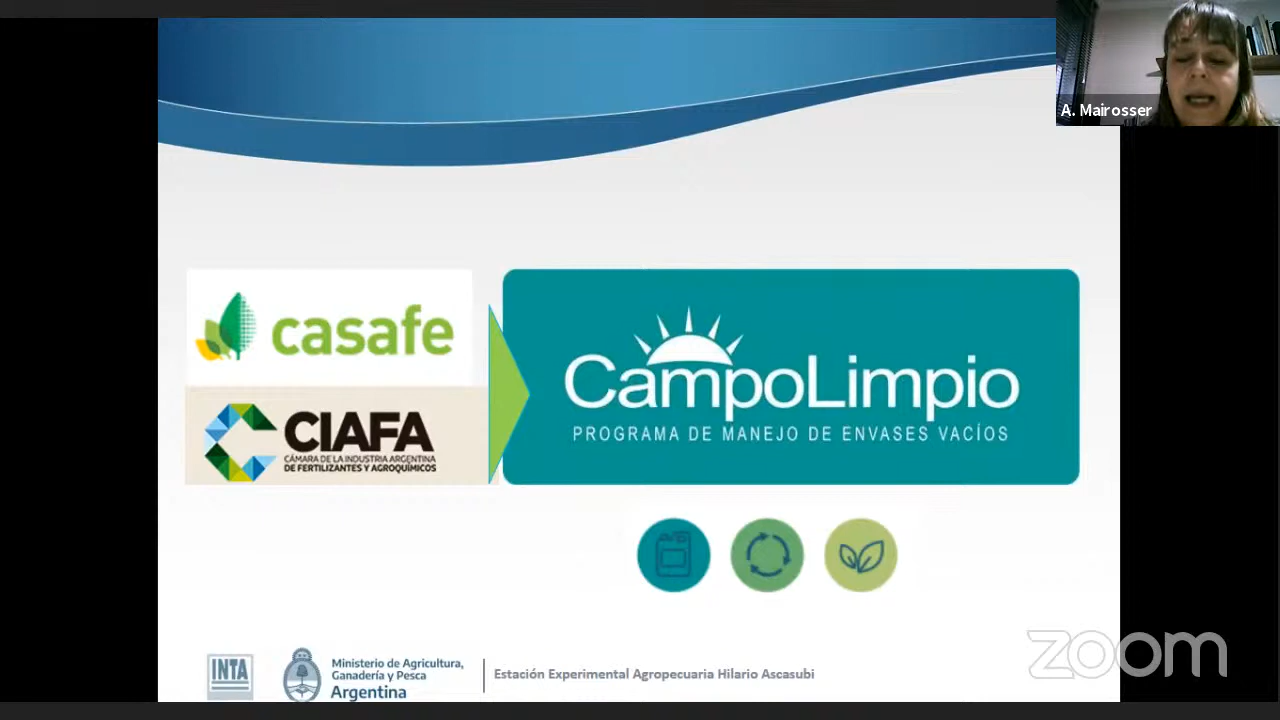 A. Mairosser
casafe
CIAFA
CÁMARA DE LA INDUSTRIA ARGENTINA
DE FERTILIZANTES Y AGROQUÍMICOS
CampoLimpio
PROGRAMA DE MANEJO DE ENVASES VACÍOS
INTA
Ministerio de Agricultura,
Ganadería y Pesca
Argentina
Estación Experimental Agropecuaria Hilario Ascasubi
zoom